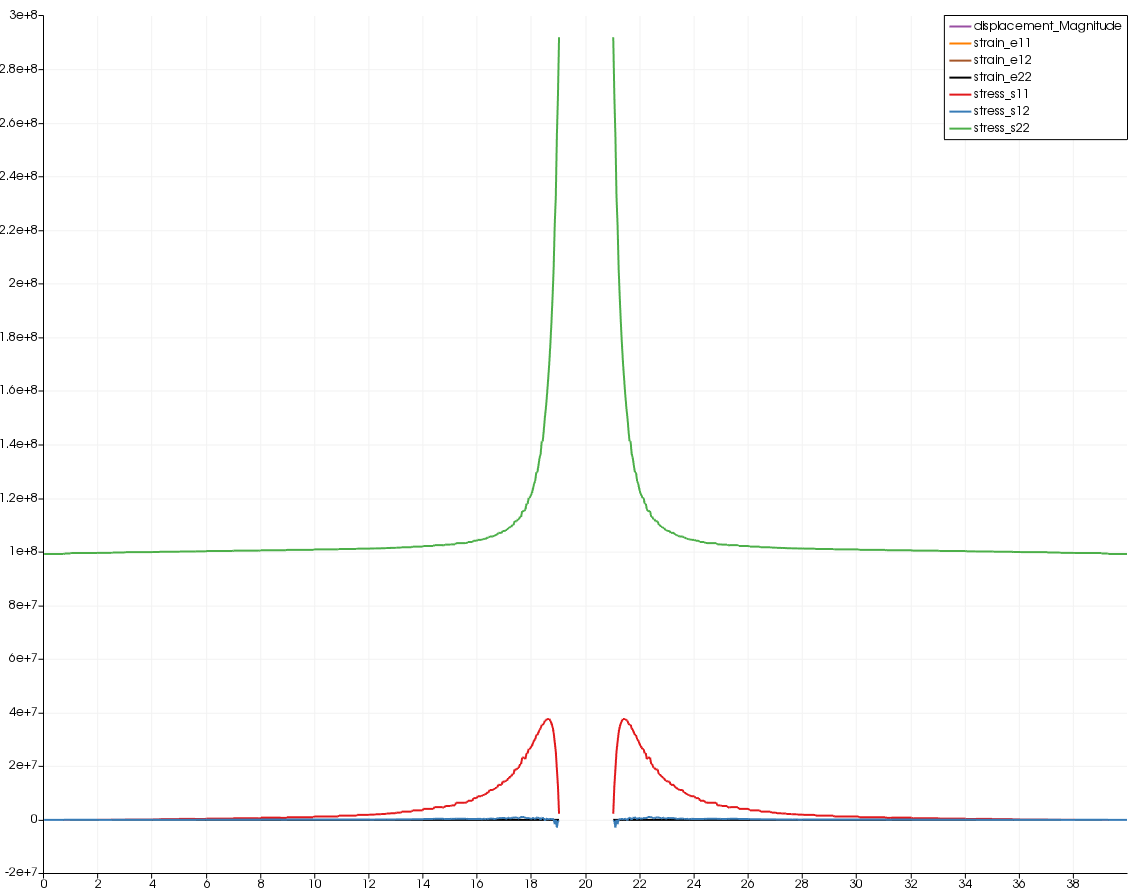 3e+8
2.8e+8
2.6e+8
2.4e+8
2.2e+8
2e+8
1.8e+8
1.6e+8
1.4e+8
1.2e+8
1e+8
8e+7
6e+7
4e+7
2e+7
0
-2e+7
0 2 4 6 8 10 12 14 16 18 20 22 24 26 28 30 32 34 36 38
displacement_Magnitude
strain_e11
strain_e12
strain_e22
stress_s11
stress_s12
stress_s22